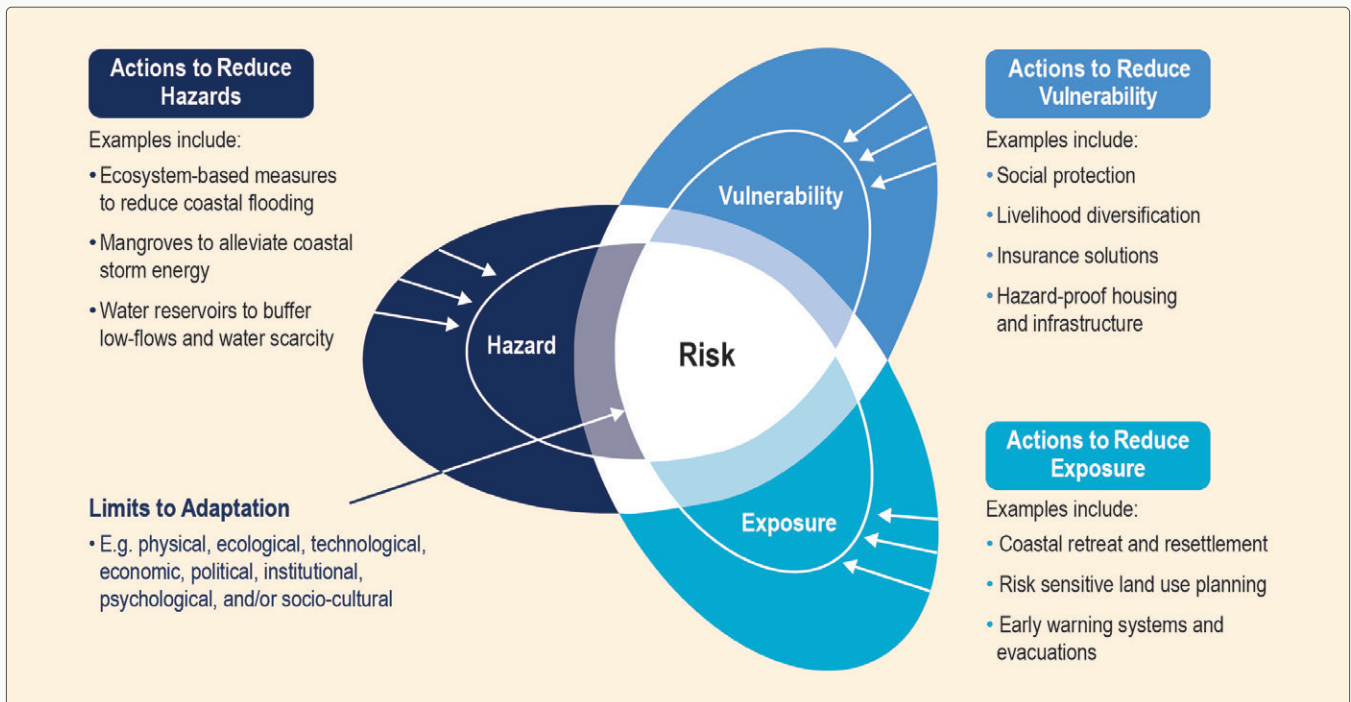 Actions to Reduce
Hazards
Examples include:
• Ecosystem-based measures
to reduce coastal flooding
• Mangroves to alleviate coastal
storm energy
• Water reservoirs to buffer
low-flows and water scarcity
Limits to Adaptation
• E.g. physical, ecological, technological,
economic, political, institutional,
psychological, and/or socio-cultural
Vulnerability
Hazard
Risk
Exposure
Actions to Reduce
Vulnerability
Examples include:
• Social protection
• Livelihood diversification
• Insurance solutions
• Hazard-proof housing
and infrastructure
Actions to Reduce
Exposure
Examples include:
• Coastal retreat and resettlement
• Risk sensitive land use planning
• Early warning systems and
evacuations